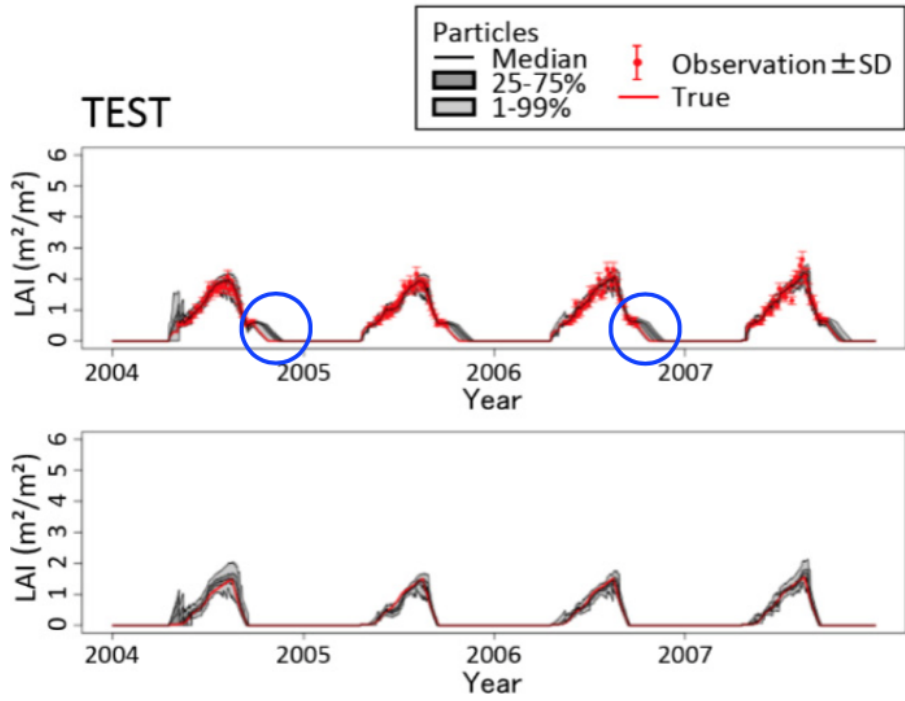 Particles
Median
25-75%
1-99%
Observation±SD
True
TEST
LAI (m²/m²)
6
5
4
3
2
1
0
2004 2005 2006 2007
Year
LAI (m²/m²)
6
5
4
3
2
1
0
2004 2005 2006 2007
Year